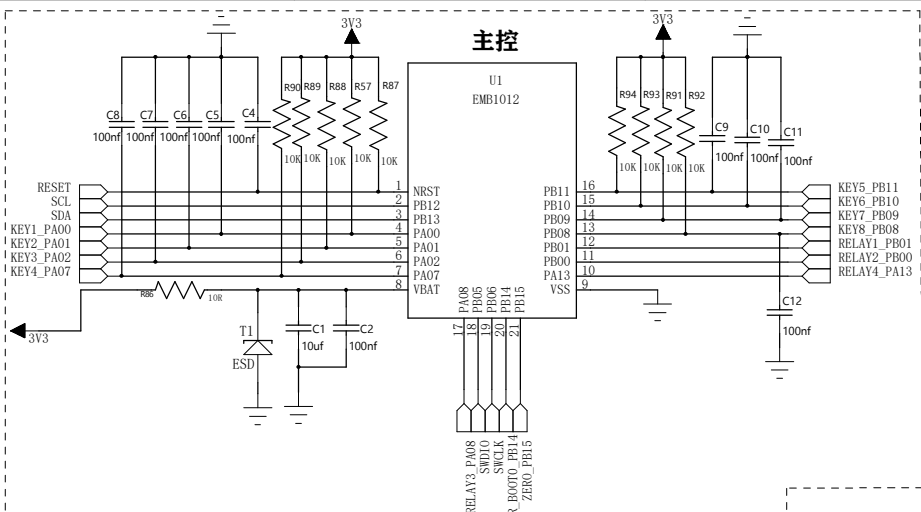 主控
3V3
3V3
U1
EMB1012
C8
100nf
C7
100nf
C6
100nf
C5
100nf
C4
100nf
R90
10K
R89
10K
R88
10K
R57
10K
R87
10K
R94
10K
R93
10K
R91
10K
R92
10K
C9
100nf
C10
100nf
C11
100nf
RESET
SCL
SDA
KEY1_PA00
KEY2_PA01
KEY3_PA02
KEY4_PA07
1 NRST
2 PB12
3 PB13
4 PA00
5 PA01
6 PA02
7 PA07
8 VBAT
PB11 16
PB10 15
PB09 14
PB08 13
PB01 12
PB00 11
PA13 10
VSS 9
KEY5_PB11
KEY6_PB10
KEY7_PB09
KEY8_PB08
RELAY1_PB01
RELAY2_PB00
RELAY4_PA13
R86
10R
3V3
T1
ESD
C1
10uf
C2
100nf
C12
100nf
PA08 17
PB05 18
PB06 19
PB14 20
PB15 21
RELAY3_PA08
SWDIO
SWCLK
R_BOOT0_PB14
ZERO_PB15